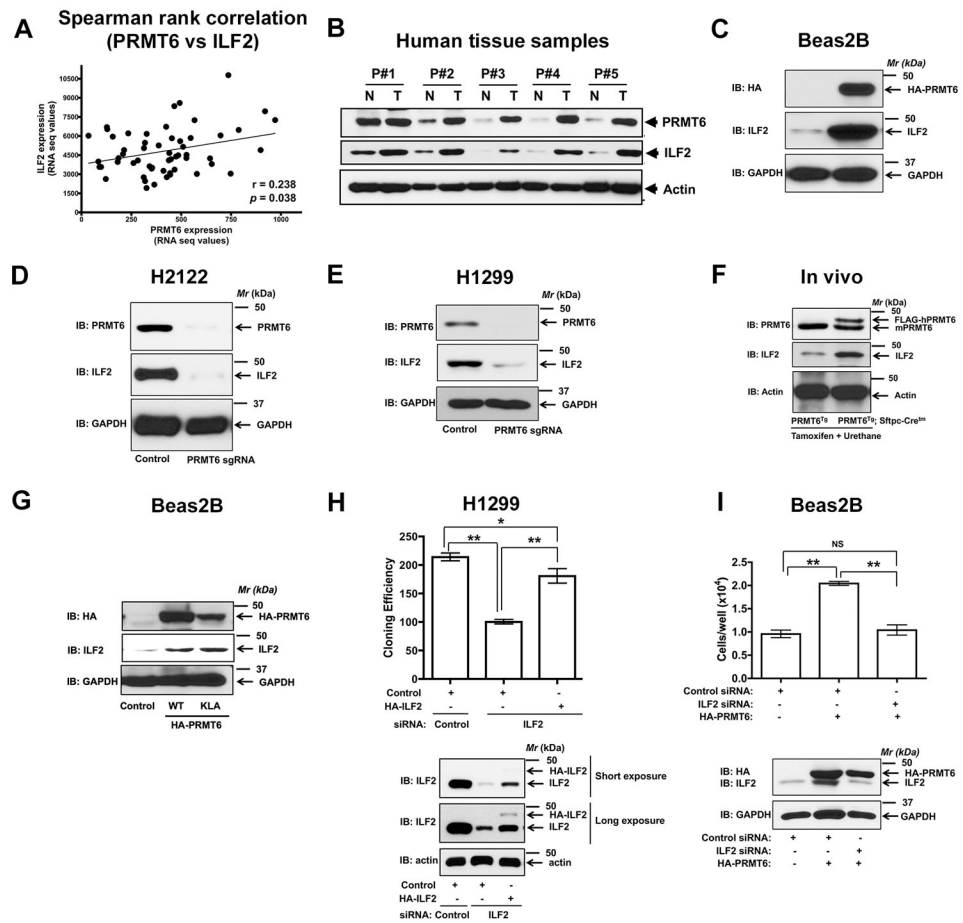 A
Spearman rank correlation
(PRMT6 vs ILF2)
10500
9000
7500
6000
4500
3000
1500
0
ILF2 expression
(RNA seq values)
r = 0.238
p = 0.038
0 250 500 750 1000
PRMT6 expression
(RNA seq values)
B
Human tissue samples
P#1 P#2 P#3 P#4 P#5
N T N T N T N T N T
PRMT6
ILF2
Actin
C
Beas2B
Mr (kDa)
50
IB: HA
HA-PRMT6
50
IB: ILF2
ILF2
37
IB: GAPDH
GAPDH
D
H2122
Mr (kDa)
50
IB: PRMT6
PRMT6
50
IB: ILF2
ILF2
37
IB: GAPDH
GAPDH
Control PRMT6 sgRNA
E
H1299
Mr (kDa)
50
IB: PRMT6
PRMT6
50
IB: ILF2
ILF2
37
IB: GAPDH
GAPDH
Control PRMT6 sgRNA
F
In vivo
Mr (kDa)
50
FLAG-hPRMT6
IB: PRMT6
mPRMT6
IB: ILF2
ILF2
50
IB: Actin
Actin
PRMT6Tg PRMT6Tg; Sftpc-Cretm
Tamoxifen + Urethane
G
Beas2B
Mr (kDa)
50
IB: HA
HA-PRMT6
50
IB: ILF2
ILF2
37
IB: GAPDH
GAPDH
Control WT KLA
HA-PRMT6
H
H1299
*
** **
250
200
150
100
50
0
Cloning Efficiency
Control + + -
HA-ILF2 - - +
siRNA: Control ILF2
Mr (kDa)
50
HA-ILF2
IB: ILF2
ILF2
Short exposure
50
HA-ILF2
IB: ILF2
ILF2
Long exposure
50
IB: actin
actin
Control + + -
HA-ILF2 - - +
siRNA: Control ILF2
I
Beas2B
NS
** **
2.5
2.0
1.5
1.0
0.5
0.0
Cells/well (x10⁴)
Control siRNA: + + -
ILF2 siRNA: - - +
HA-PRMT6: - + +
Mr (kDa)
50
IB: HA
HA-PRMT6
IB: ILF2
ILF2
37
IB: GAPDH
GAPDH
Control siRNA: + + -
ILF2 siRNA: - - +
HA-PRMT6: - + +